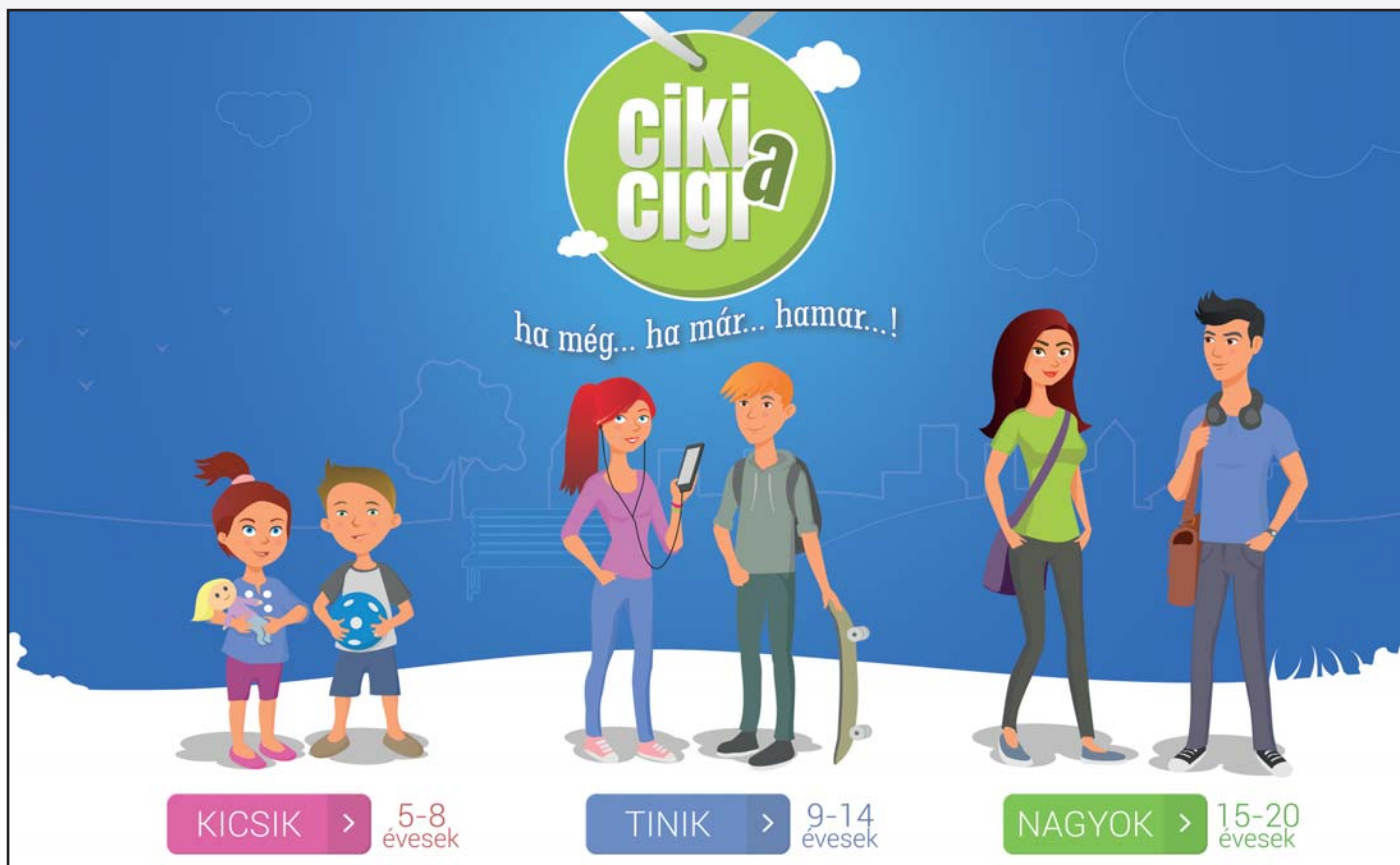 ciki a
cigi
ha még... ha már... hamar...!
KICSIK
5-8
évesek
TINIK
9-14
évesek
NAGYOK
15-20
évesek